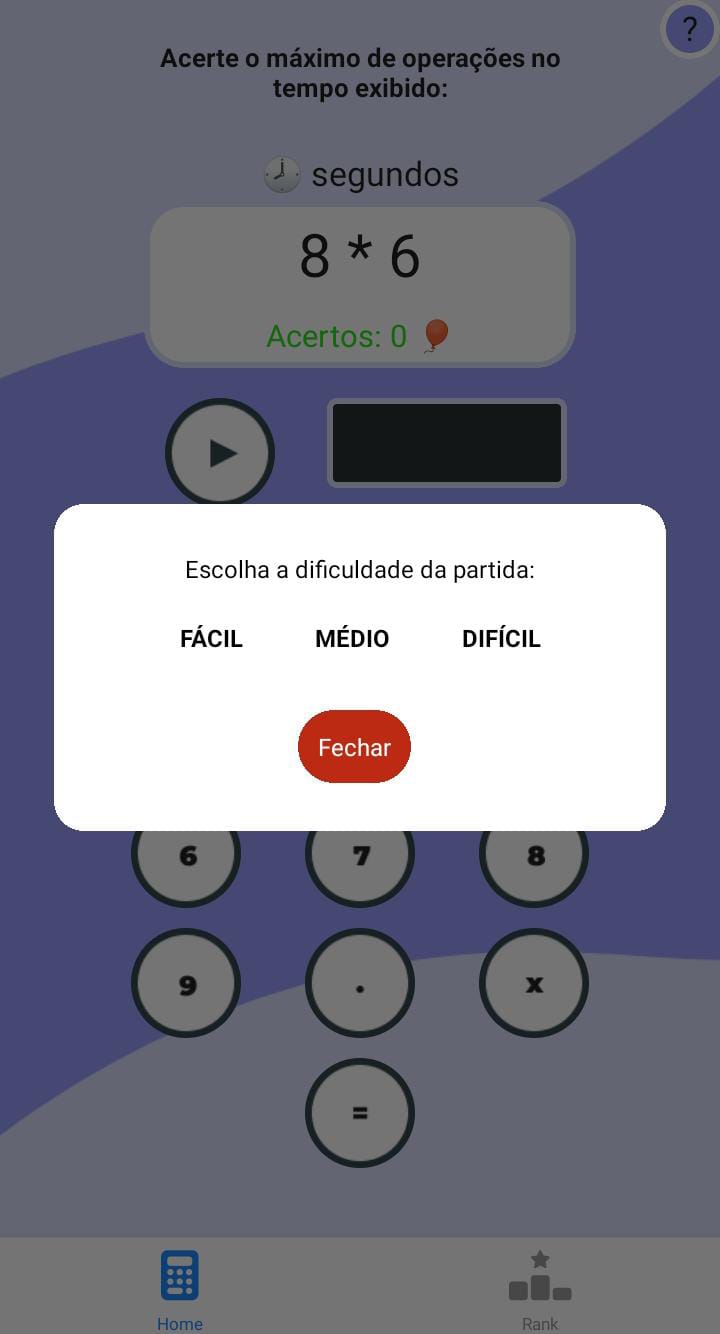 ?
Acerte o máximo de operações no
tempo exibido:
🕗 segundos
8 * 6
Acertos: 0 🎈
Escolha a dificuldade da partida:
FÁCIL MÉDIO DIFÍCIL
Fechar
6 7 8
9 . x
=
Home Rank